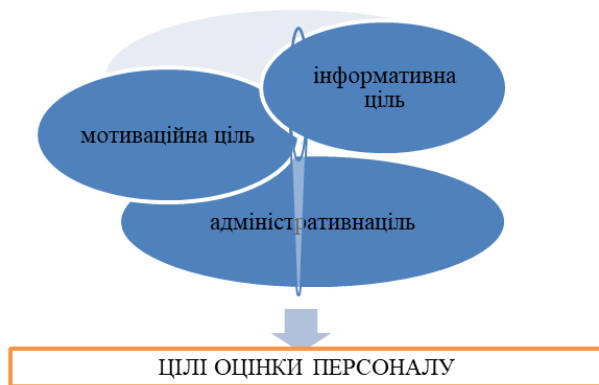 інформативна
ціль
мотиваційна ціль
адміністративнаціль
ЦІЛІ ОЦІНКИ ПЕРСОНАЛУ